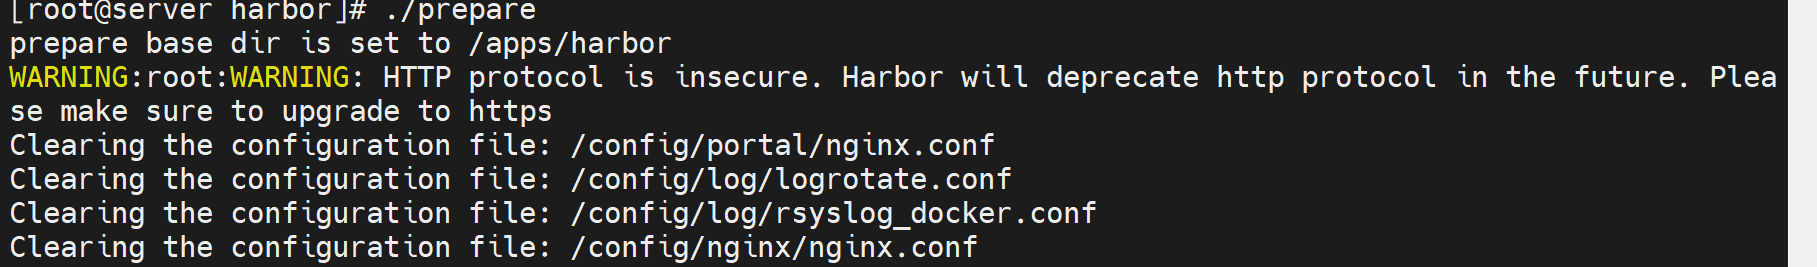 [root@server harbor]# ./prepare
prepare base dir is set to /apps/harbor
WARNING:root:WARNING: HTTP protocol is insecure. Harbor will deprecate http protocol in the future. Plea
se make sure to upgrade to https
Clearing the configuration file: /config/portal/nginx.conf
Clearing the configuration file: /config/log/logrotate.conf
Clearing the configuration file: /config/log/rsyslog_docker.conf
Clearing the configuration file: /config/nginx/nginx.conf